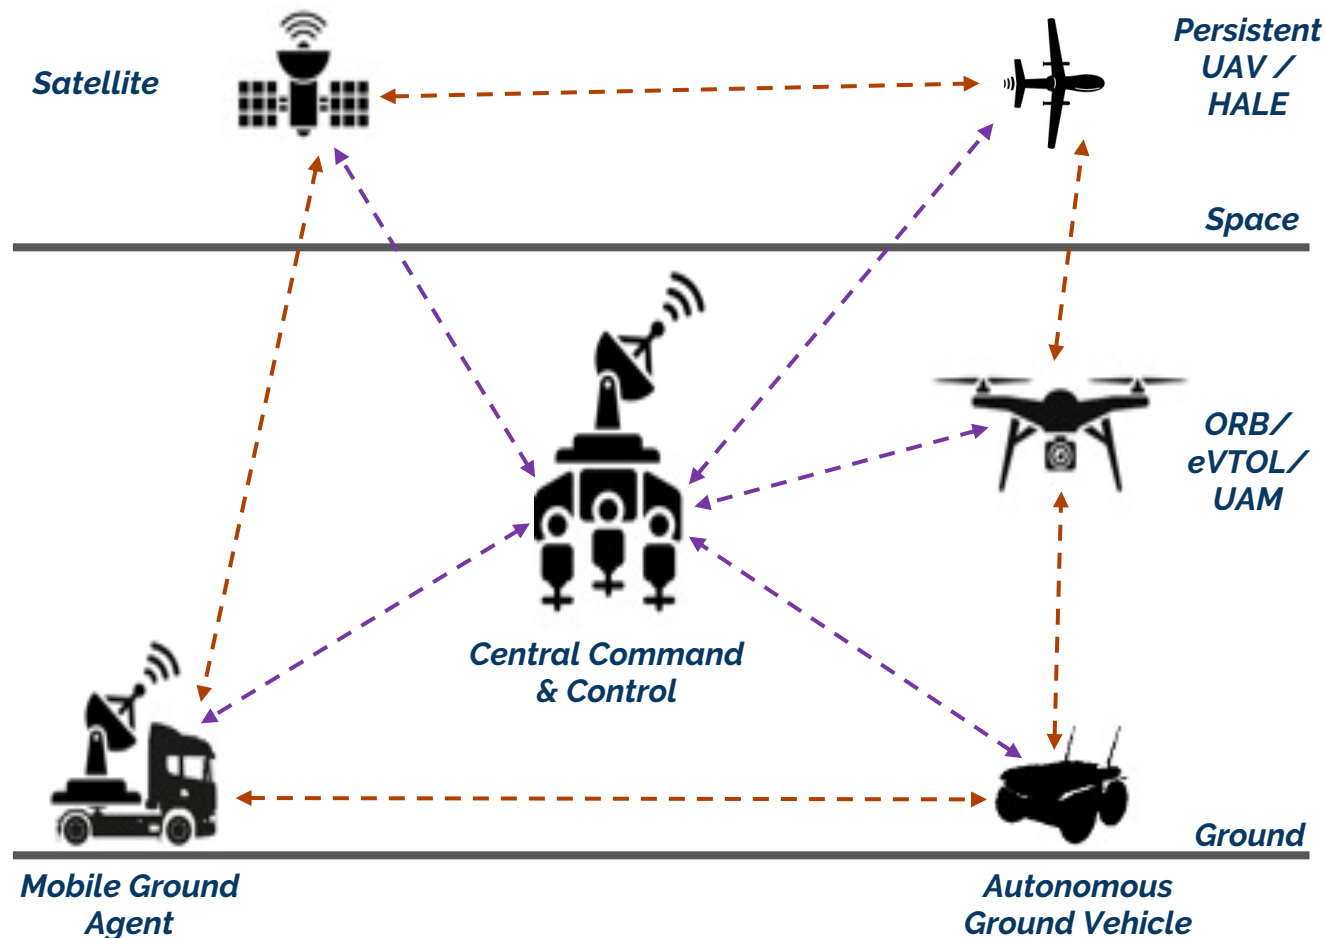 Satellite
Persistent
UAV /
HALE
Space
ORB/
eVTOL/
UAM
Central Command
& Control
Ground
Mobile Ground
Agent
Autonomous
Ground Vehicle